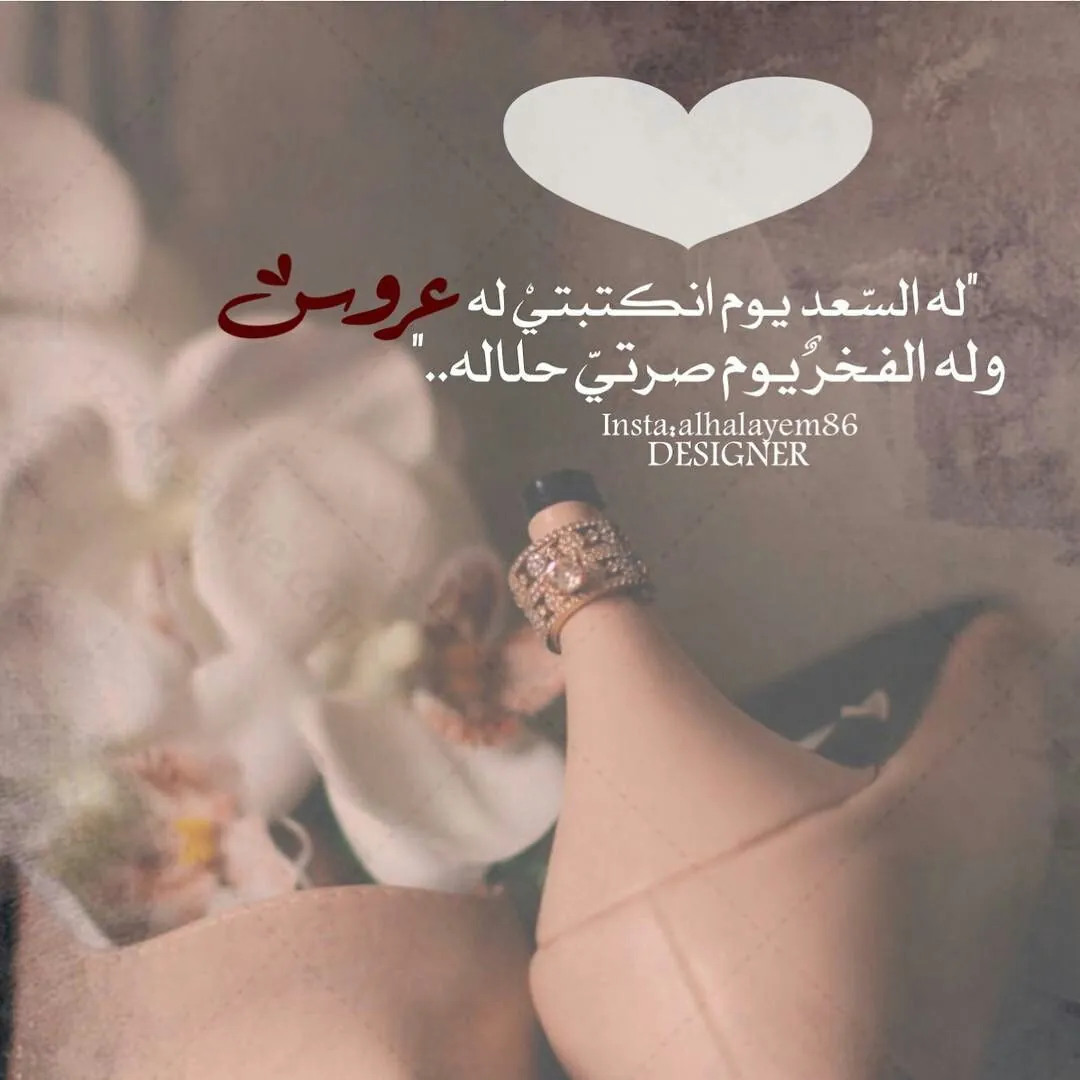 "له السّعد يوم انكتبتيْ له عروس
وله الفخرٌ يوم صرتيّ حلاله.."
Insta;alhalayem86
DESIGNER